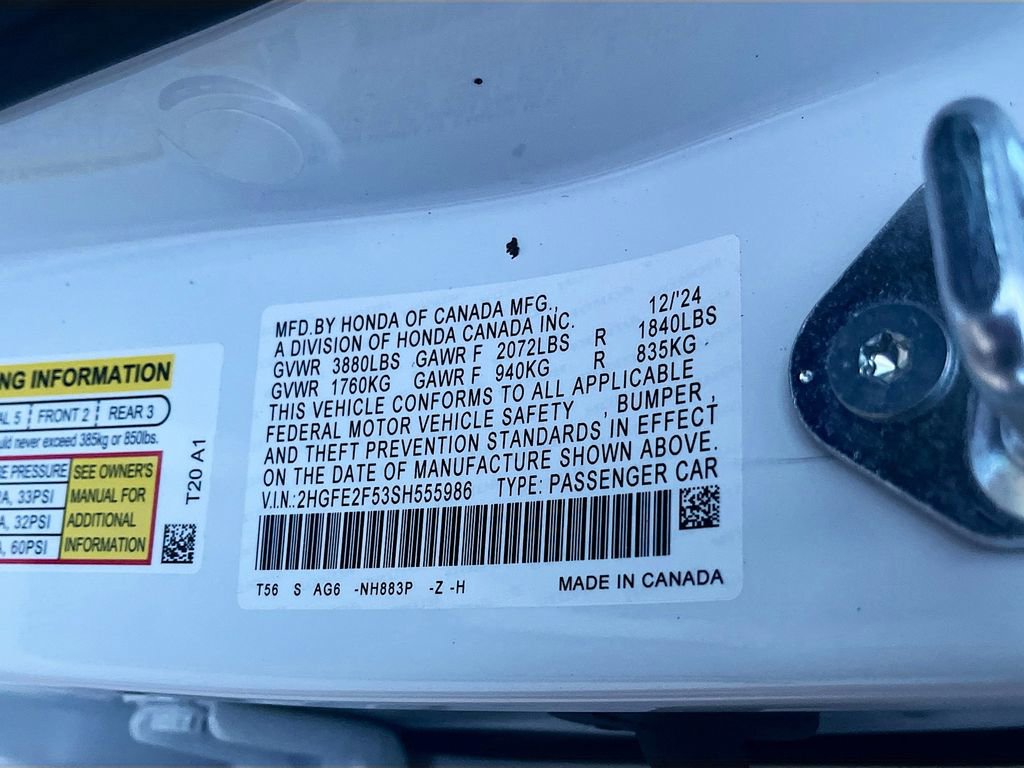 NG INFORMATION
AL 5 FRONT 2 REAR 3
uld never exceed 385kg or 850lbs.
RE PRESSURE SEE OWNER'S
A, 33PSI MANUAL FOR
A, 32PSI ADDITIONAL
A, 60PSI INFORMATION
T20 A1
MFD.BY HONDA OF CANADA MFG., 12/'24
A DIVISION OF HONDA CANADA INC.
GVWR 3880LBS GAWR F 2072LBS R 1840LBS
GVWR 1760KG GAWR F 940KG R 835KG
THIS VEHICLE CONFORMS TO ALL APPLICABLE
FEDERAL MOTOR VEHICLE SAFETY , BUMPER ,
AND THEFT PREVENTION STANDARDS IN EFFECT
ON THE DATE OF MANUFACTURE SHOWN ABOVE.
V.I.N.:2HGFE2F53SH555986 TYPE: PASSENGER CAR
T56 S AG6 -NH883P -Z -H MADE IN CANADA